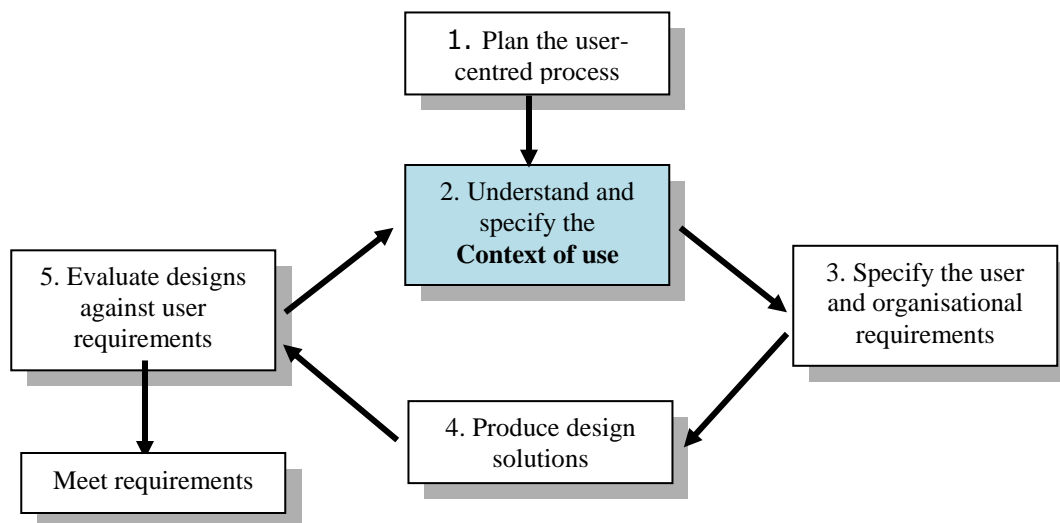 1. Plan the user-
centred process
2. Understand and
specify the
Context of use
3. Specify the user
and organisational
requirements
4. Produce design
solutions
5. Evaluate designs
against user
requirements
Meet requirements